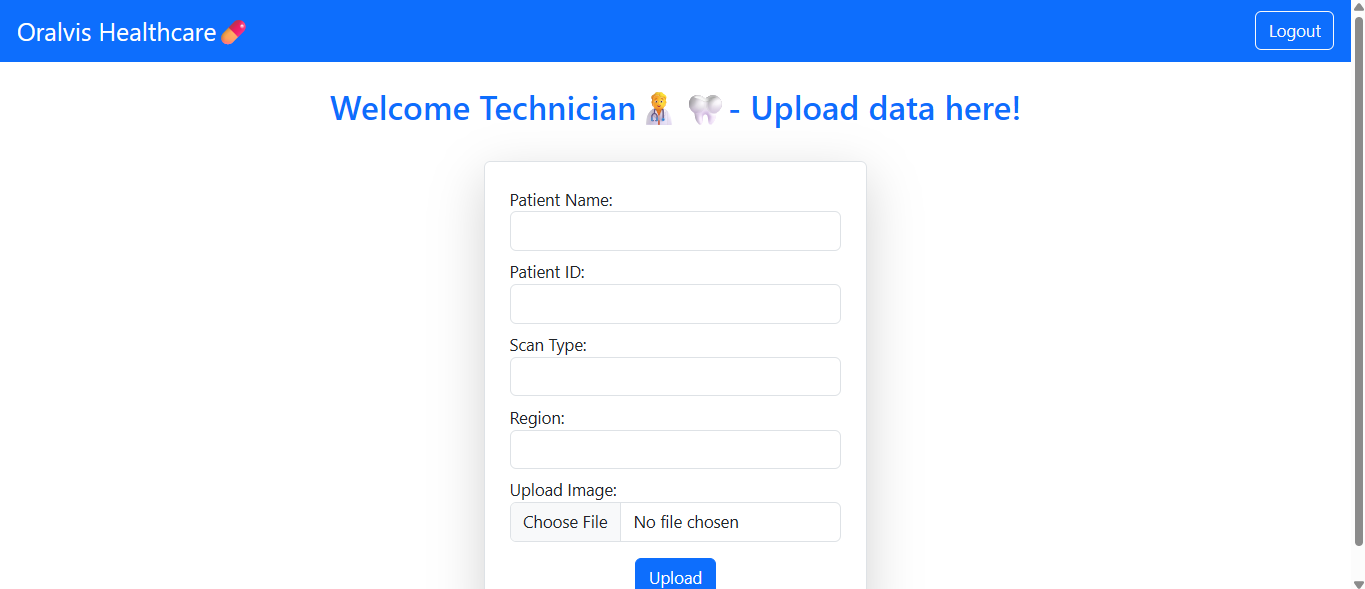 Oralvis Healthcare💊
Logout
Welcome Technician🧑‍⚕️ 🦷- Upload data here!
Patient Name:
Patient ID:
Scan Type:
Region:
Upload Image:
Choose File No file chosen
Upload